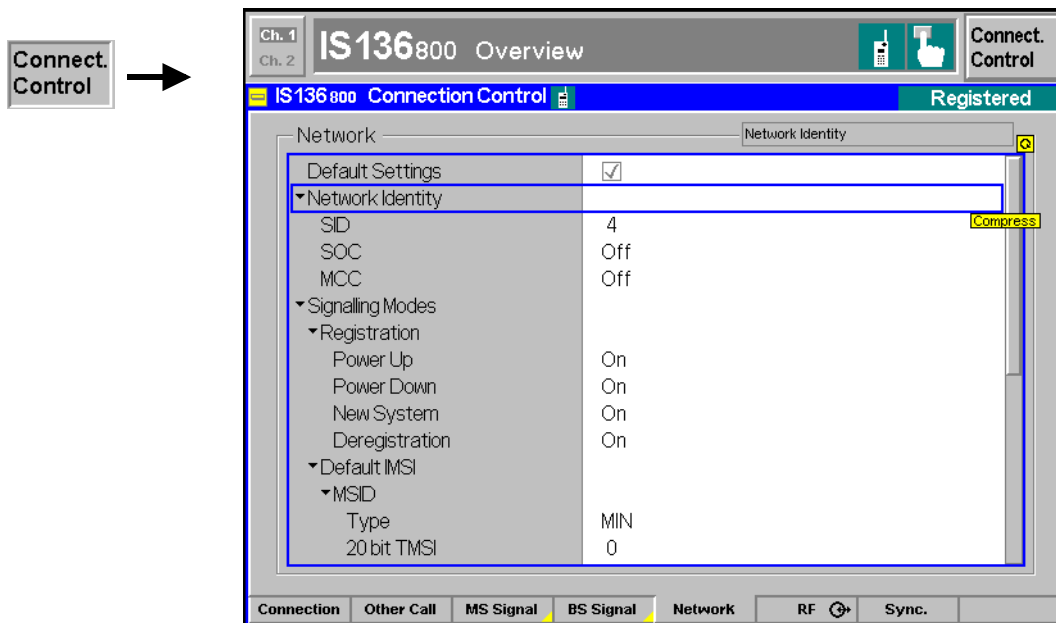 Connect.
Control
Ch. 1
Ch. 2
IS136800 Overview
Connect.
Control
IS136800 Connection Control
Registered
Network
Network Identity
Default Settings
Network Identity
Compress
SID 4
SOC Off
MCC Off
Signalling Modes
Registration
Power Up On
Power Down On
New System On
Deregistration On
Default IMSI
MSID
Type MIN
20 bit TMSI 0
Connection Other Call MS Signal BS Signal Network RF Sync.